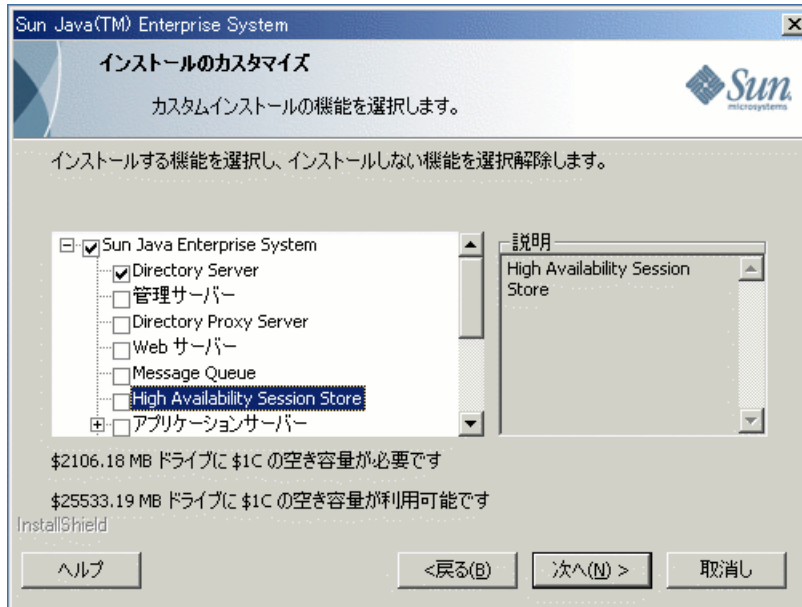 Sun Java(TM) Enterprise System
インストールのカスタマイズ
カスタムインストールの機能を選択します。
Sun
microsystems
インストールする機能を選択し、インストールしない機能を選択解除します。
Sun Java Enterprise System
Directory Server
管理サーバー
Directory Proxy Server
Web サーバー
Message Queue
High Availability Session Store
アプリケーションサーバー
説明
High Availability Session
Store
$2106.18 MB ドライブに $1C の空き容量が必要です
$25533.19 MB ドライブに $1C の空き容量が利用可能です
InstallShield
ヘルプ
<戻る(B)
次へ(N) >
取消し